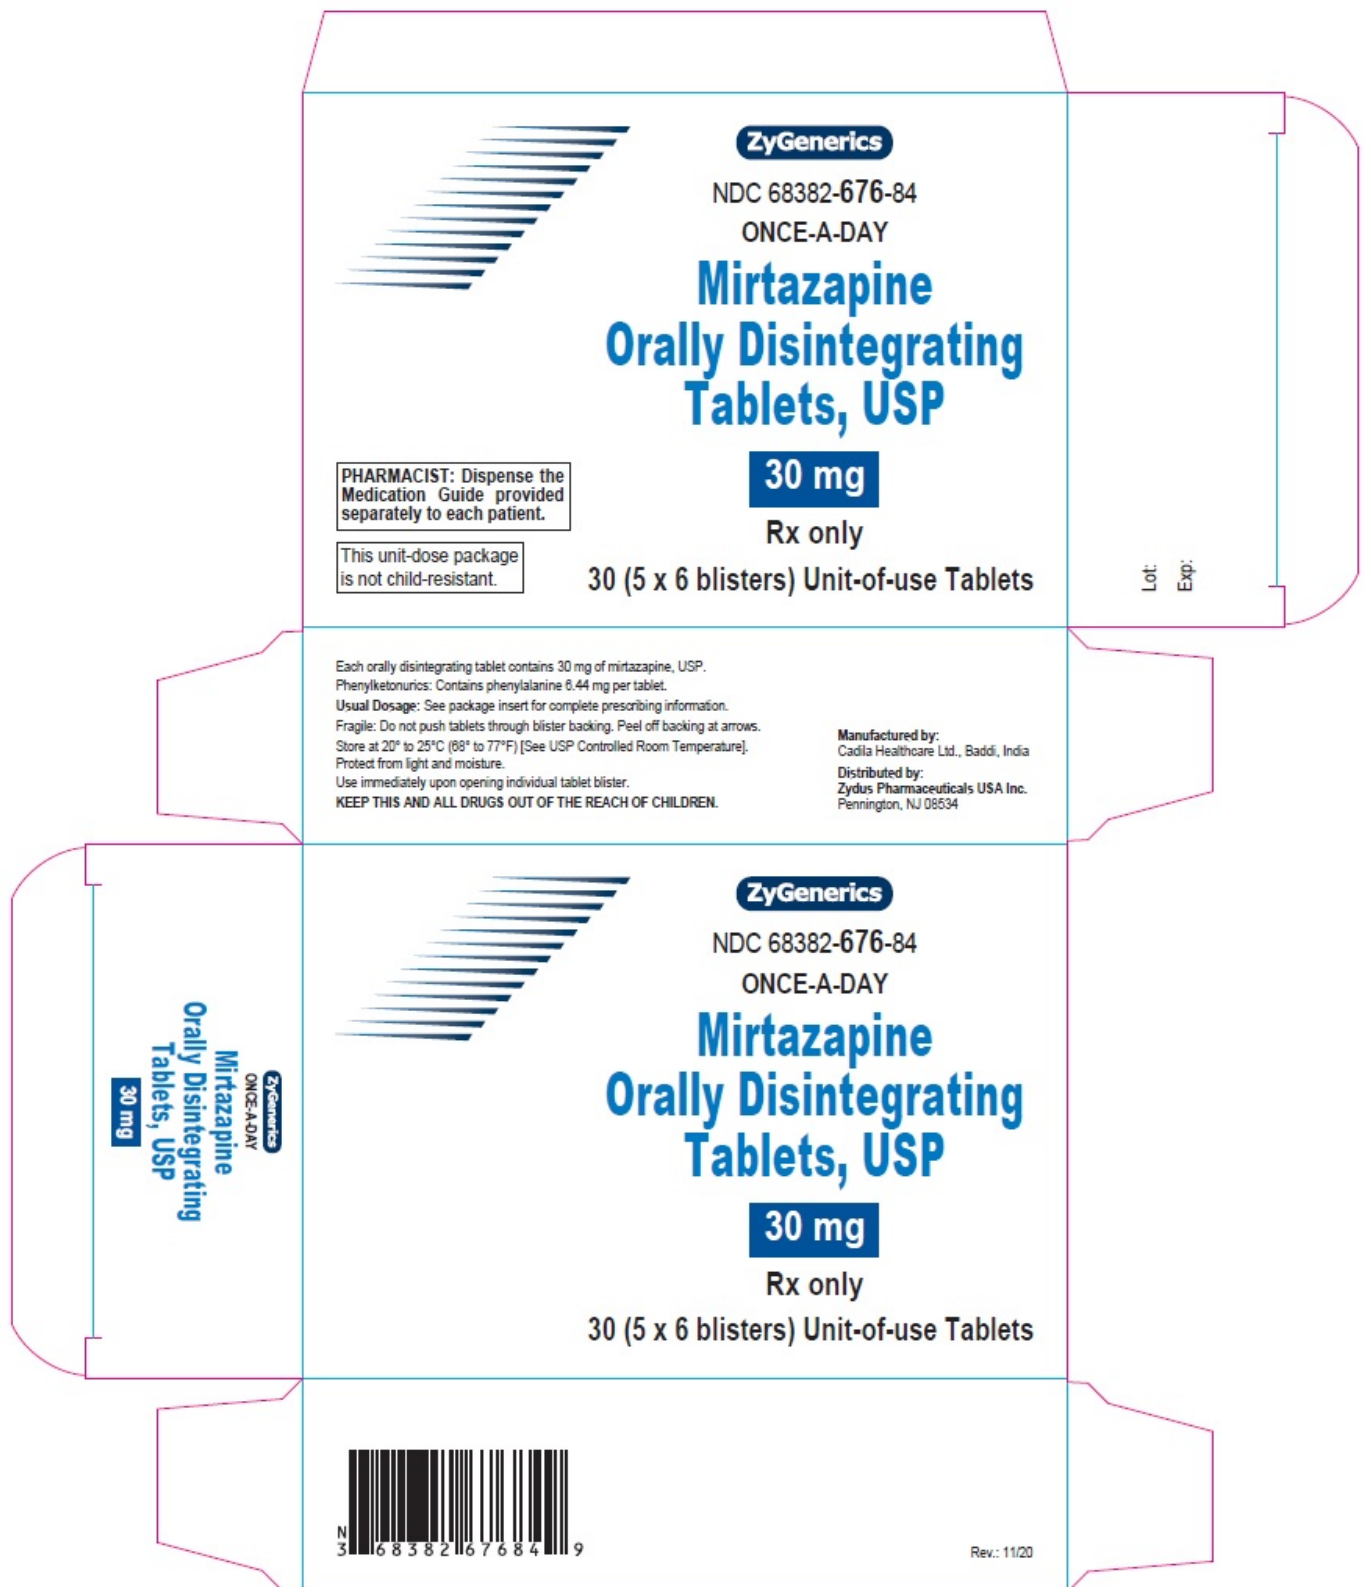 ZyGenerics
NDC 68382-676-84
ONCE-A-DAY
Mirtazapine
Orally Disintegrating
Tablets, USP
30 mg
Rx only
30 (5 x 6 blisters) Unit-of-use Tablets
PHARMACIST: Dispense the
Medication Guide provided
separately to each patient.
This unit-dose package
is not child-resistant.
Lot:
Exp:
Each orally disintegrating tablet contains 30 mg of mirtazapine, USP.
Phenylketonurics: Contains phenylalanine 6.44 mg per tablet.
Usual Dosage: See package insert for complete prescribing information.
Fragile: Do not push tablets through blister backing. Peel off backing at arrows.
Store at 20° to 25°C (68° to 77°F) [See USP Controlled Room Temperature].
Protect from light and moisture.
Use immediately upon opening individual tablet blister.
KEEP THIS AND ALL DRUGS OUT OF THE REACH OF CHILDREN.
Manufactured by:
Cadila Healthcare Ltd., Baddi, India
Distributed by:
Zydus Pharmaceuticals USA Inc.
Pennington, NJ 08534
ZyGenerics
ONCE-A-DAY
Mirtazapine
Orally Disintegrating
Tablets, USP
30 mg
ZyGenerics
NDC 68382-676-84
ONCE-A-DAY
Mirtazapine
Orally Disintegrating
Tablets, USP
30 mg
Rx only
30 (5 x 6 blisters) Unit-of-use Tablets
N
3 68382 67684 9
Rev.: 11/20